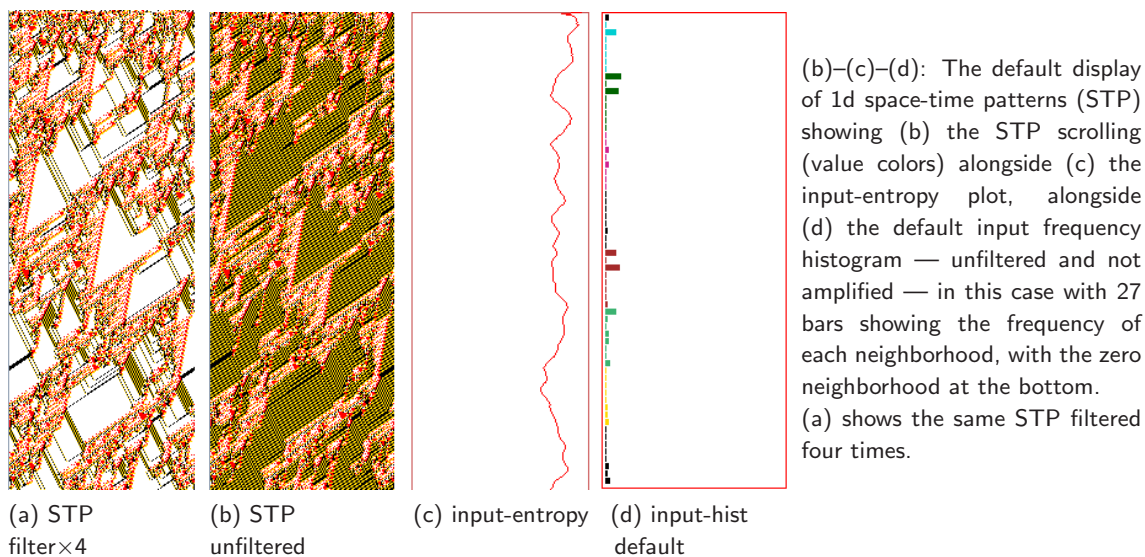 (b)–(c)–(d): The default display
of 1d space-time patterns (STP)
showing (b) the STP scrolling
(value colors) alongside (c) the
input-entropy plot, alongside
(d) the default input frequency
histogram — unfiltered and not
amplified — in this case with 27
bars showing the frequency of
each neighborhood, with the zero
neighborhood at the bottom.
(a) shows the same STP filtered
four times.
(a) STP
filter×4
(b) STP
unfiltered
(c) input-entropy
(d) input-hist
default